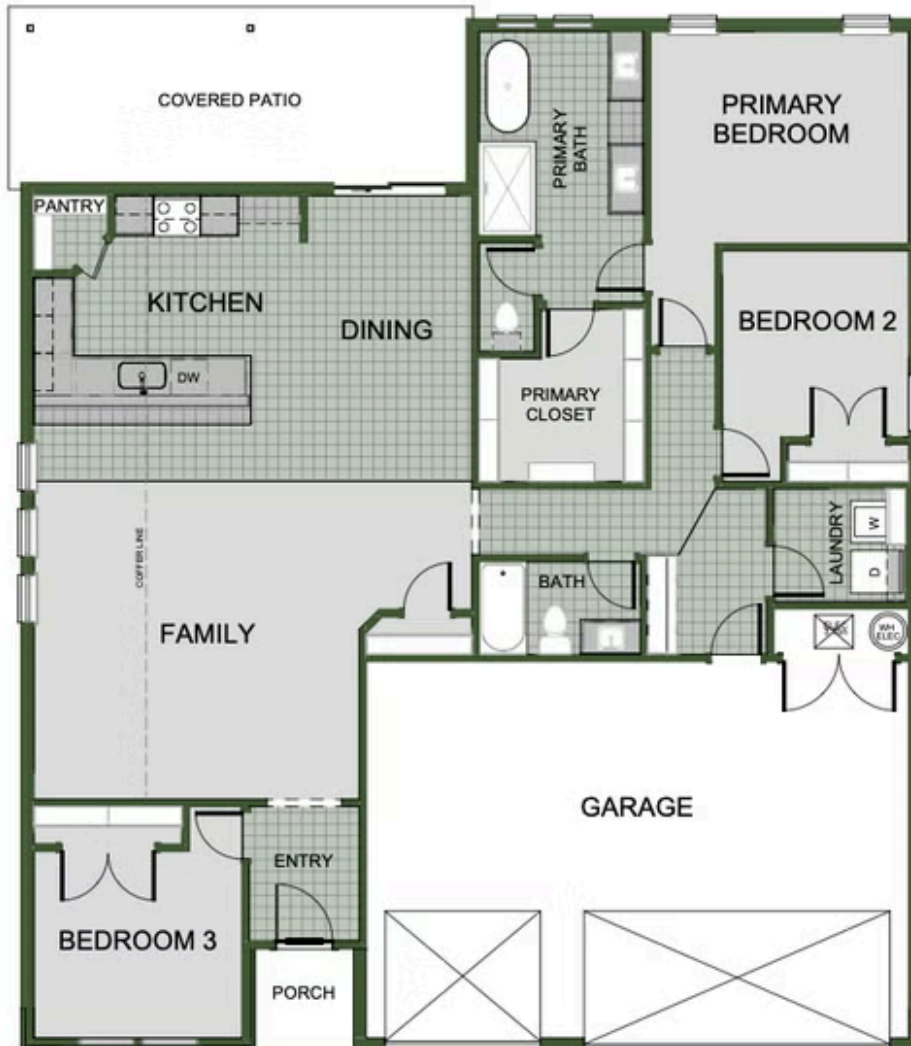 COVERED PATIO
PRIMARY
BEDROOM
PRIMARY
BATH
PANTRY
KITCHEN
DINING
BEDROOM 2
DW
PRIMARY
CLOSET
LAUNDRY
W
D
COFFER LINE
BATH
FAMILY
WH
ELEC
GARAGE
ENTRY
BEDROOM 3
PORCH